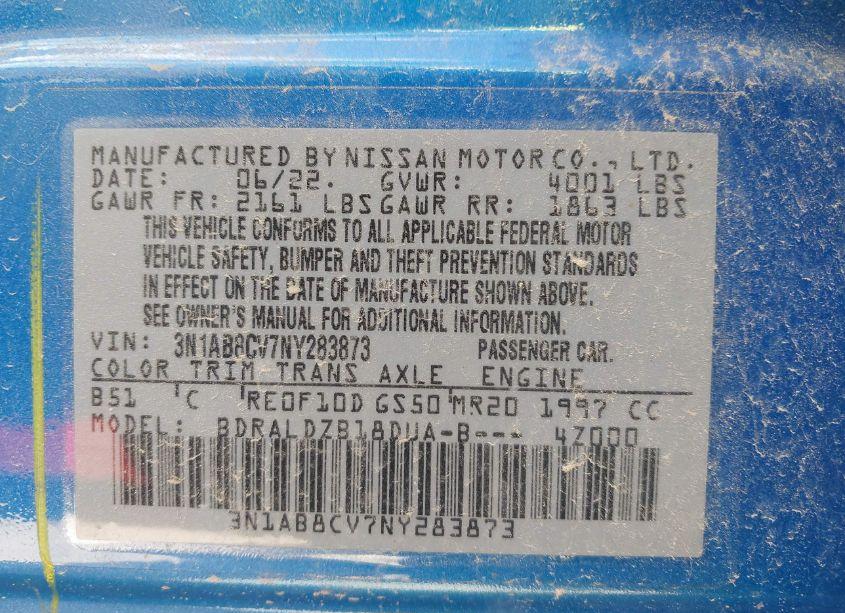 MANUFACTURED BY NISSAN MOTOR CO., LTD.
DATE: 06/22. GVWR: 4001 LBS
GAWR FR: 2161 LBS GAWR RR: 1863 LBS
THIS VEHICLE CONFORMS TO ALL APPLICABLE FEDERAL MOTOR
VEHICLE SAFETY, BUMPER AND THEFT PREVENTION STANDARDS
IN EFFECT ON THE DATE OF MANUFACTURE SHOWN ABOVE.
SEE OWNER'S MANUAL FOR ADDITIONAL INFORMATION.
VIN: 3N1AB8CV7NY283873 PASSENGER CAR.
COLOR TRIM TRANS AXLE ENGINE
B51 C RE0F10D GS50 MR20 1997 CC
MODEL: BDRALDZB18DUA-B--- 4Z000
3N1AB8CV7NY283873